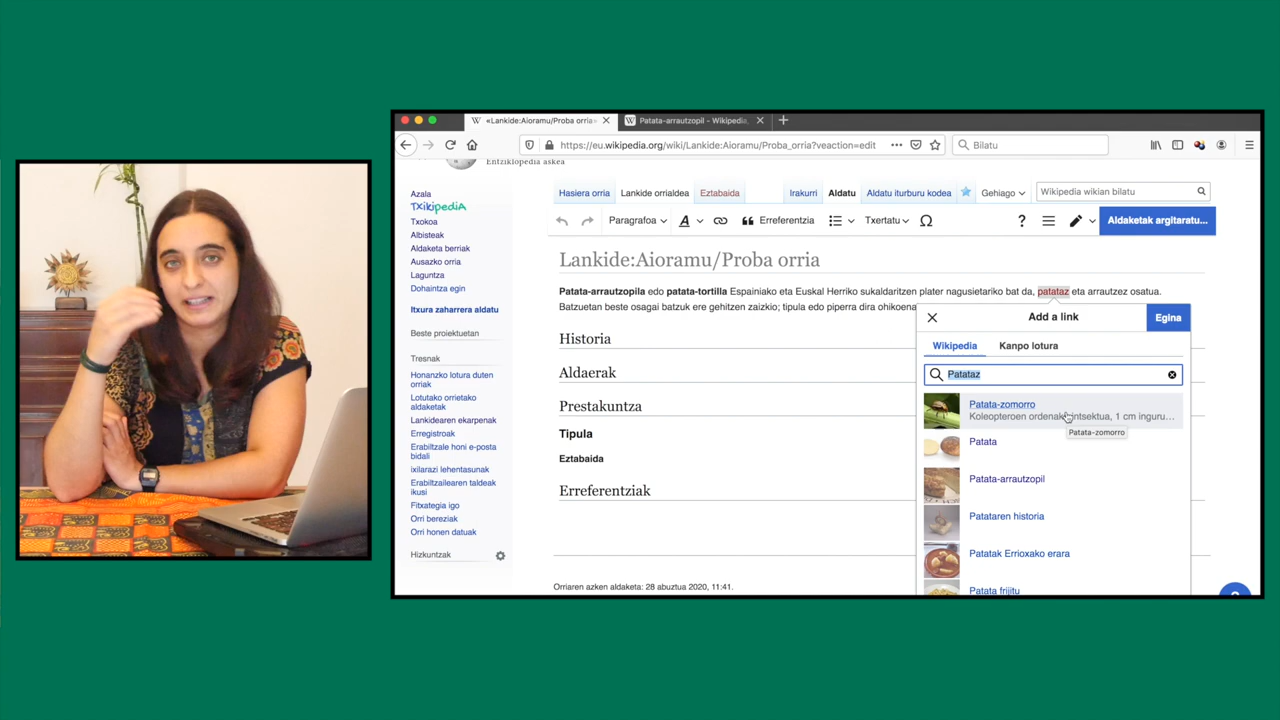 «Lankide:Aioramu/Proba orria»
Patata-arrautzopil - Wikipedia,
https://eu.wikipedia.org/wiki/Lankide:Aioramu/Proba_orria?veaction=edit
Bilatu
Entziklopedia askea
Azala
TXikipediA
Txokoa
Albisteak
Aldaketa berriak
Ausazko orria
Laguntza
Dohaintza egin
Itxura zaharrera aldatu
Beste proiektuetan
Tresnak
Honanzko lotura duten
orriak
Lotutako orrietako
aldaketak
Lankidearen ekarpenak
Erregistroak
Erabiltzaile honi e-posta
bidali
ixilarazi lehentasunak
Erabiltzailearen taldeak
ikusi
Fitxategia igo
Orri bereziak
Orri honen datuak
Hizkuntzak
Hasiera orria
Lankide orrialdea
Eztabaida
Irakurri
Aldatu
Aldatu iturburu kodea
Gehiago
Wikipedia wikian bilatu
Paragrafoa
A
Erreferentzia
Txertatu
Ω
?
Aldaketak argitaratu...
Lankide:Aioramu/Proba orria
Patata-arrautzopila edo patata-tortilla Espainiako eta Euskal Herriko sukaldaritzen plater nagusietariko bat da, patataz eta arrautzez osatua.
Batzuetan beste osagai batzuk ere gehitzen zaizkio; tipula edo piperra dira ohikoena
Historia
Aldaerak
Prestakuntza
Tipula
Eztabaida
Erreferentziak
Orriaren azken aldaketa: 28 abuztua 2020, 11:41.
Add a link
Egina
Wikipedia
Kanpo lotura
Patataz
Patata-zomorro
Koleopteroen ordenako intsektua, 1 cm inguru...
Patata-zomorro
Patata
Patata-arrautzopil
Pataren historia
Patatak Errioxako erara
Patata frijitu